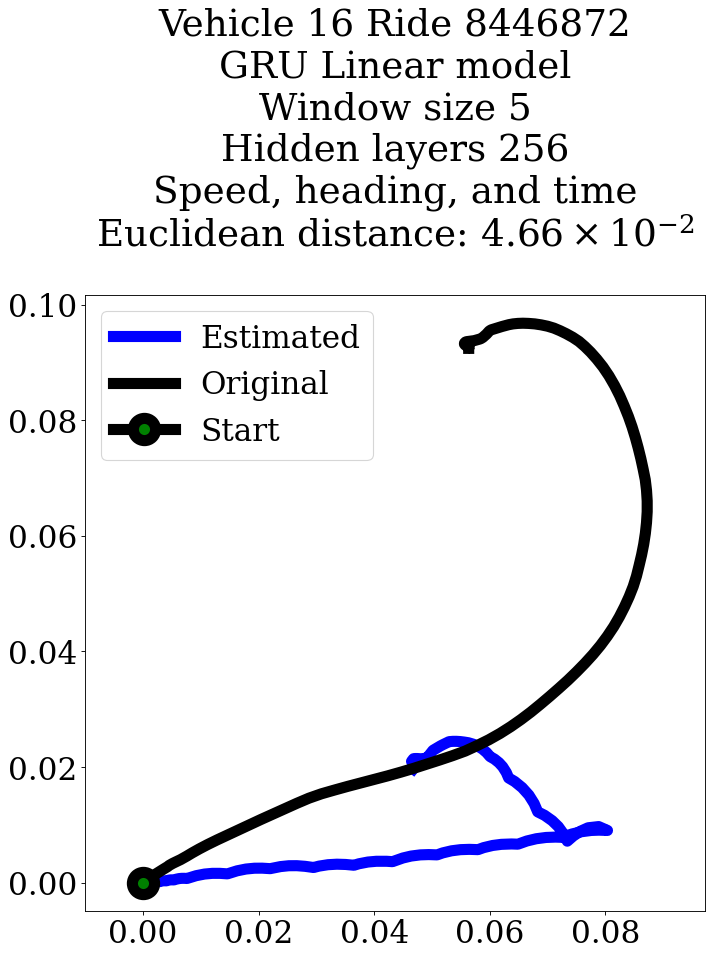 Vehicle 16 Ride 8446872
GRU Linear model
Window size 5
Hidden layers 256
Speed, heading, and time
Euclidean distance: 4.66 × 10⁻²
0.10
0.08
0.06
0.04
0.02
0.00
Estimated
Original
Start
0.00 0.02 0.04 0.06 0.08